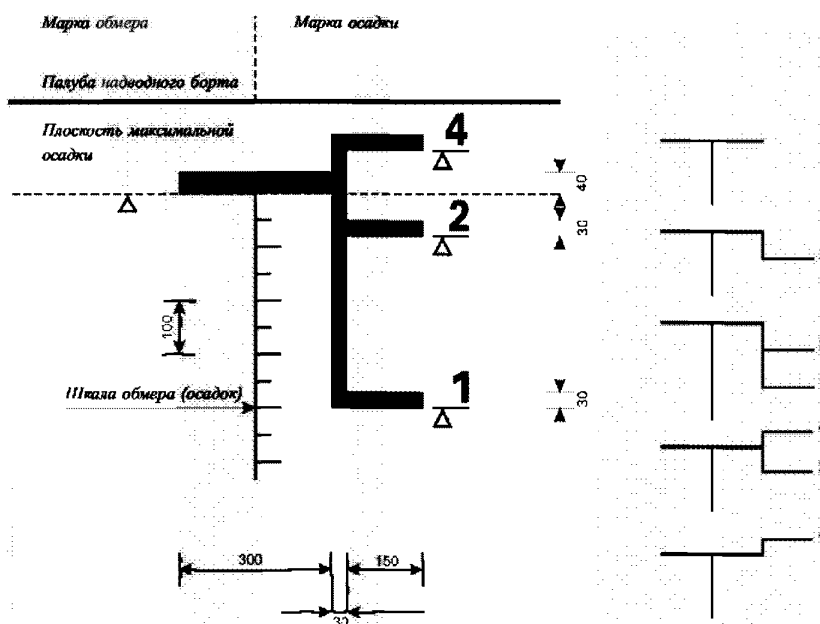 Марка обмера
Марка осадки
Палуба надводного борта
Плоскость максимальной
осадки
4
40
2
30
100
Шкала обмера (осадок)
1
30
300
150
30